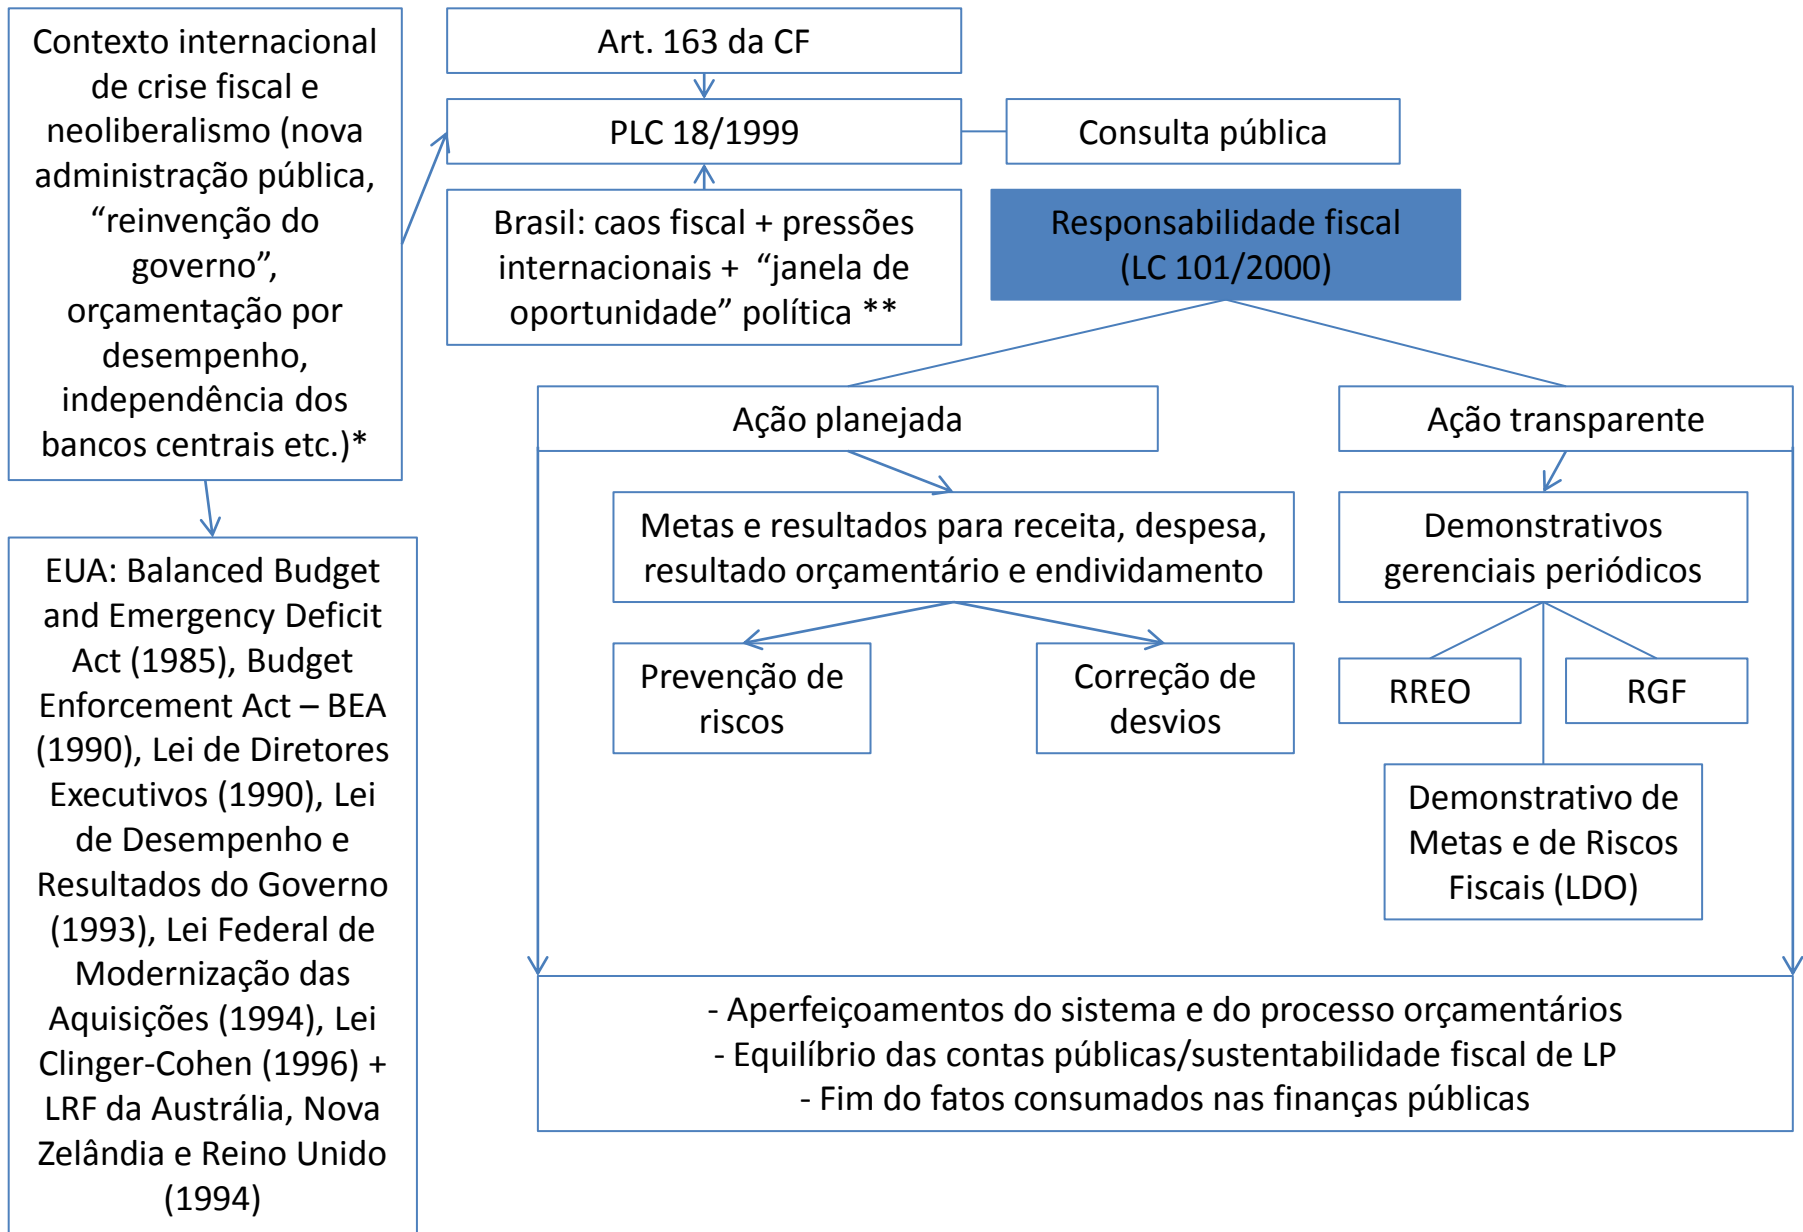 Contexto internacional
de crise fiscal e
neoliberalismo (nova
administração pública,
“reinvenção do
governo”,
orçamentação por
desempenho,
independência dos
bancos centrais etc.)*
EUA: Balanced Budget
and Emergency Deficit
Act (1985), Budget
Enforcement Act – BEA
(1990), Lei de Diretores
Executivos (1990), Lei
de Desempenho e
Resultados do Governo
(1993), Lei Federal de
Modernização das
Aquisições (1994), Lei
Clinger-Cohen (1996) +
LRF da Austrália, Nova
Zelândia e Reino Unido
(1994)
Art. 163 da CF
PLC 18/1999
Consulta pública
Brasil: caos fiscal + pressões
internacionais + “janela de
oportunidade” política **
Responsabilidade fiscal
(LC 101/2000)
Ação planejada
Ação transparente
Metas e resultados para receita, despesa,
resultado orçamentário e endividamento
Demonstrativos
gerenciais periódicos
Prevenção de
riscos
Correção de
desvios
RREO
RGF
Demonstrativo de
Metas e de Riscos
Fiscais (LDO)
- Aperfeiçoamentos do sistema e do processo orçamentários
- Equilíbrio das contas públicas/sustentabilidade fiscal de LP
- Fim do fatos consumados nas finanças públicas